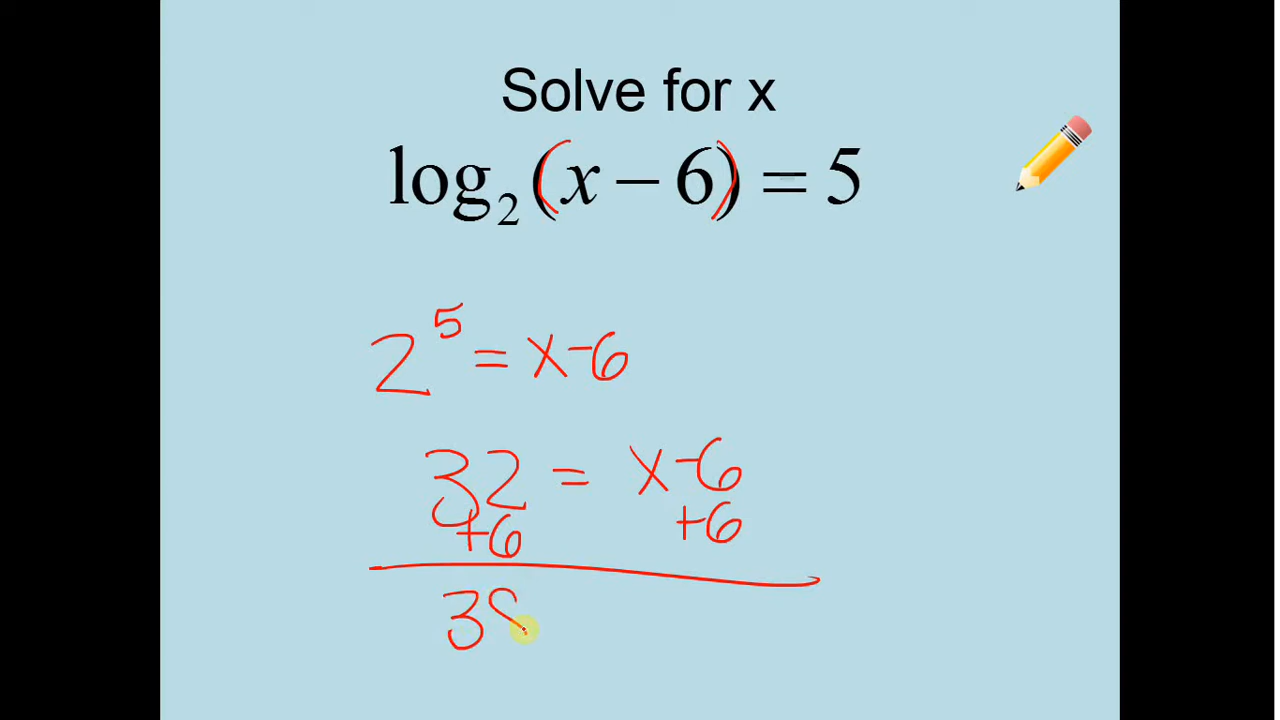 Solve for x
log₂(x − 6) = 5
2⁵ = x-6
32 = x-6
+6 +6
38